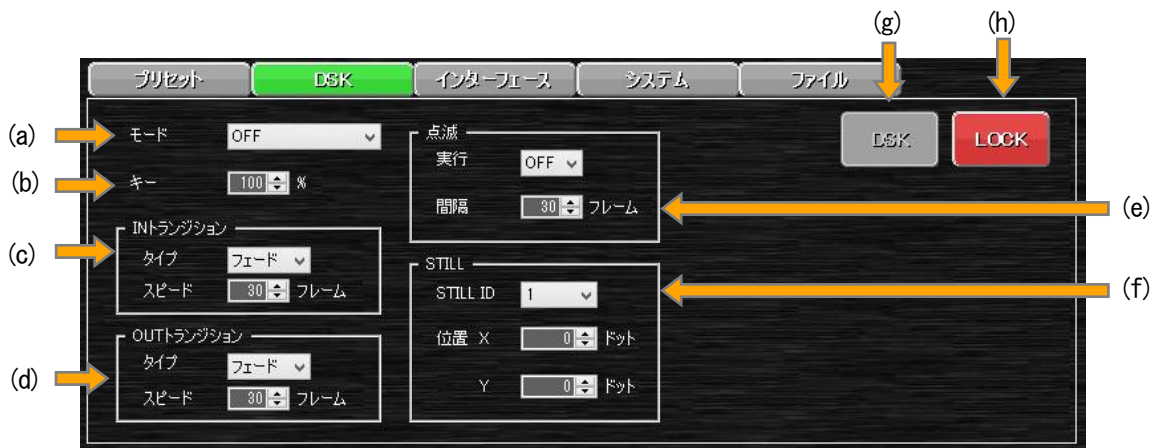 (g) (h)
プリセット DSK インターフェース システム ファイル
(a) モード OFF
DSK LOCK
(b) キー 100 %
点滅
実行 OFF
間隔 30 フレーム (e)
(c) INトランジション
タイプ フェード
スピード 30 フレーム
STILL
STILL ID 1 (f)
位置 X 0 ドット
Y 0 ドット
(d) OUTトランジション
タイプ フェード
スピード 30 フレーム